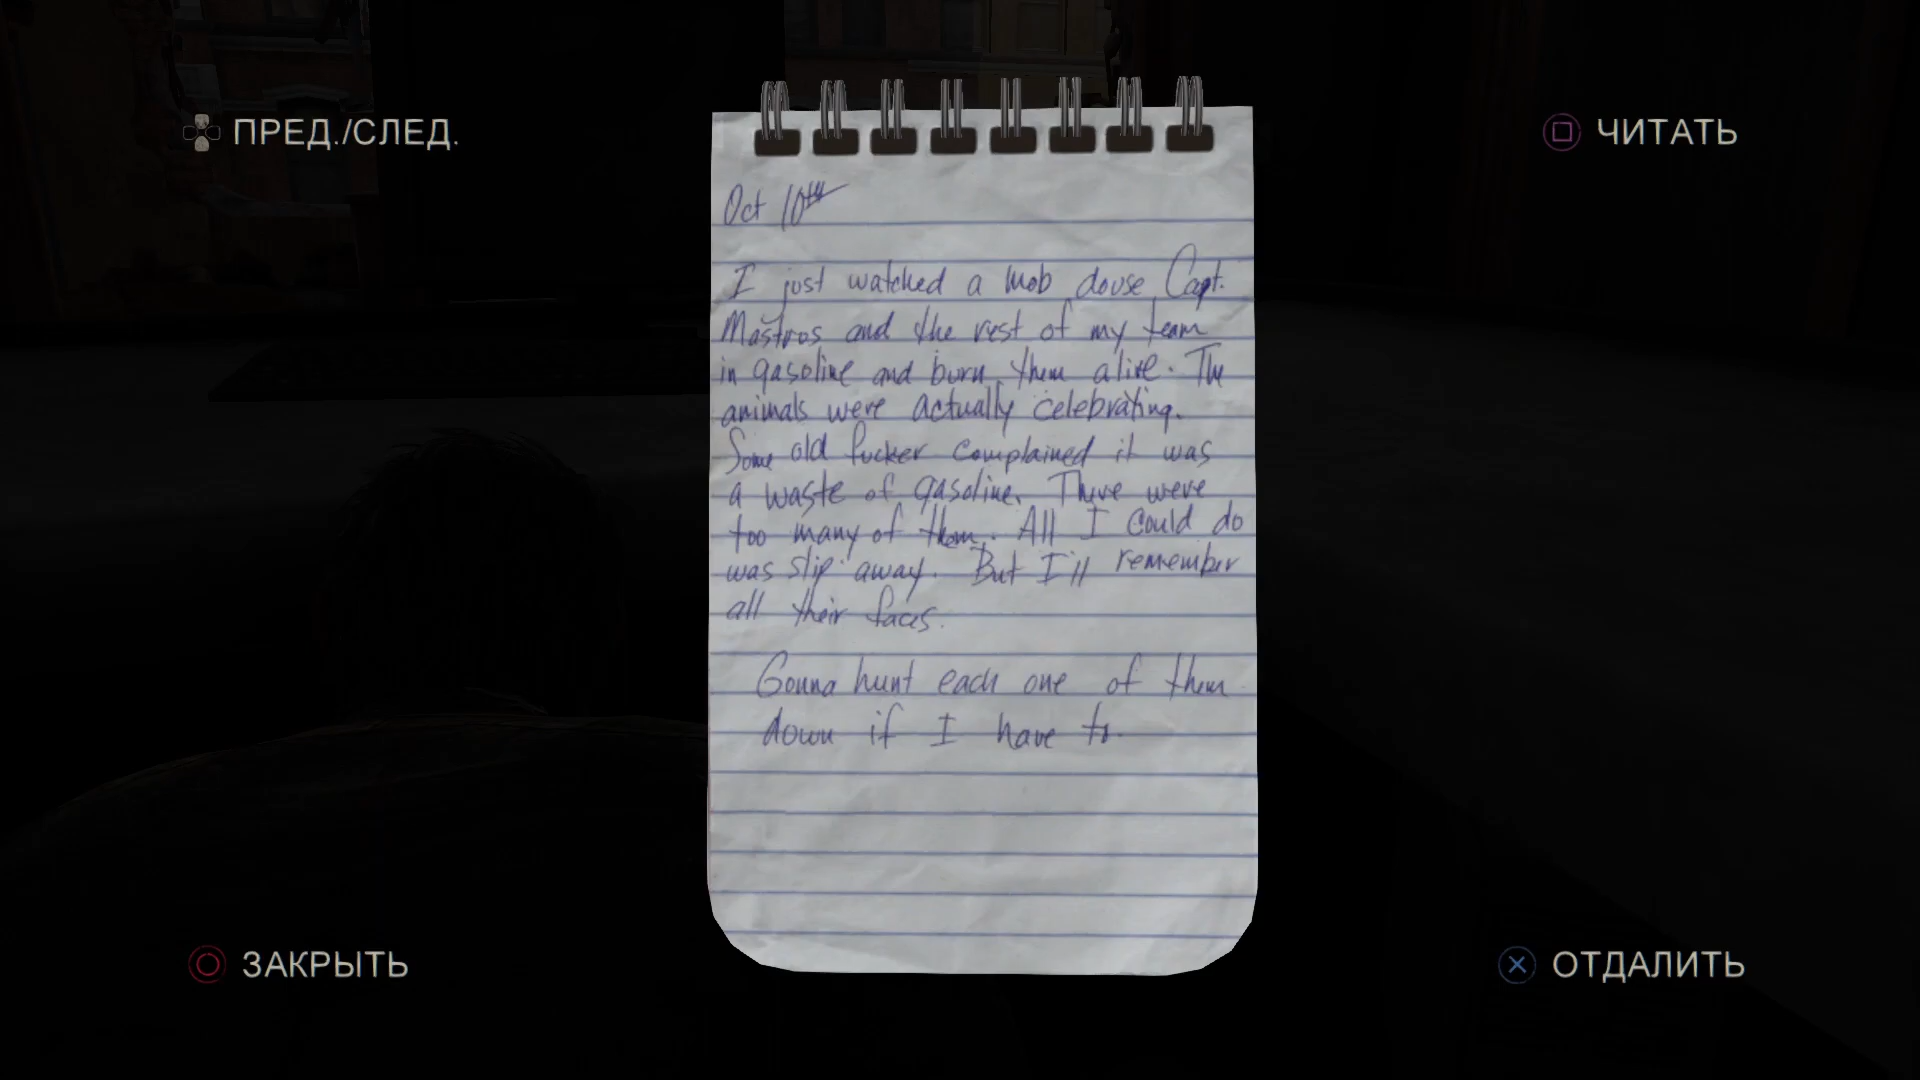 ПРЕД./СЛЕД.
ЧИТАТЬ
Oct 10th
I just watched a mob douse Capt.
Mastros and the rest of my team
in gasoline and burn them alive. The
animals were actually celebrating.
Some old fucker complained it was
a waste of gasoline. There were
too many of them. All I could do
was slip away. But I'll remember
all their faces.
Gonna hunt each one of them
down if I have to.
ЗАКРЫТЬ
ОТДАЛИТЬ